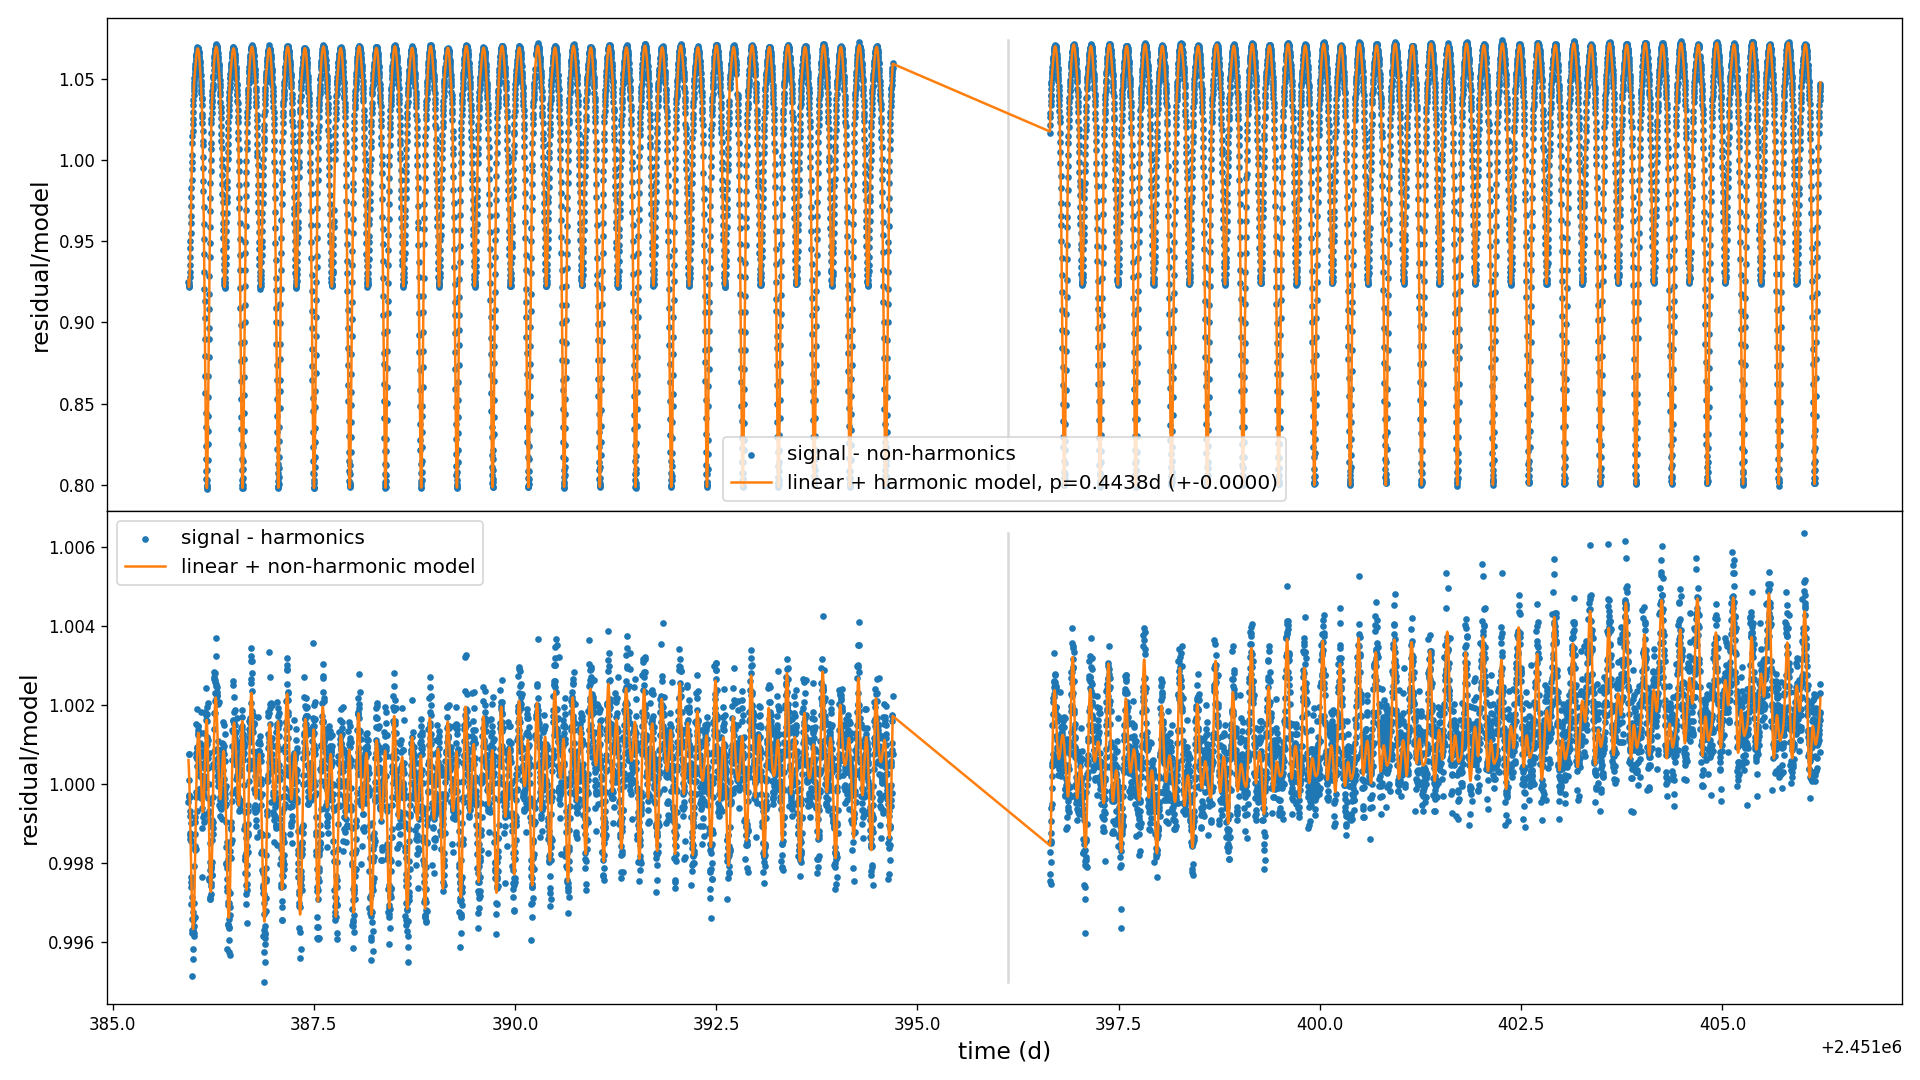 residual/model
1.05
1.00
0.95
0.90
0.85
0.80
signal - non-harmonics
linear + harmonic model, p=0.4438d (+-0.0000)
residual/model
1.006
1.004
1.002
1.000
0.998
0.996
signal - harmonics
linear + non-harmonic model
385.0 387.5 390.0 392.5 395.0 397.5 400.0 402.5 405.0
time (d)
+2.451e6